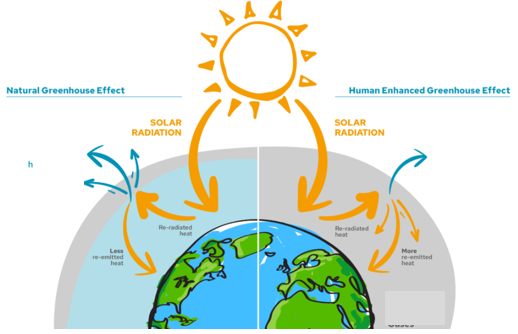 Natural Greenhouse Effect
Human Enhanced Greenhouse Effect
SOLAR
RADIATION
SOLAR
RADIATION
h
Re-radiated
heat
Re-radiated
heat
Less
re-emitted
heat
More
re-emitted
heat